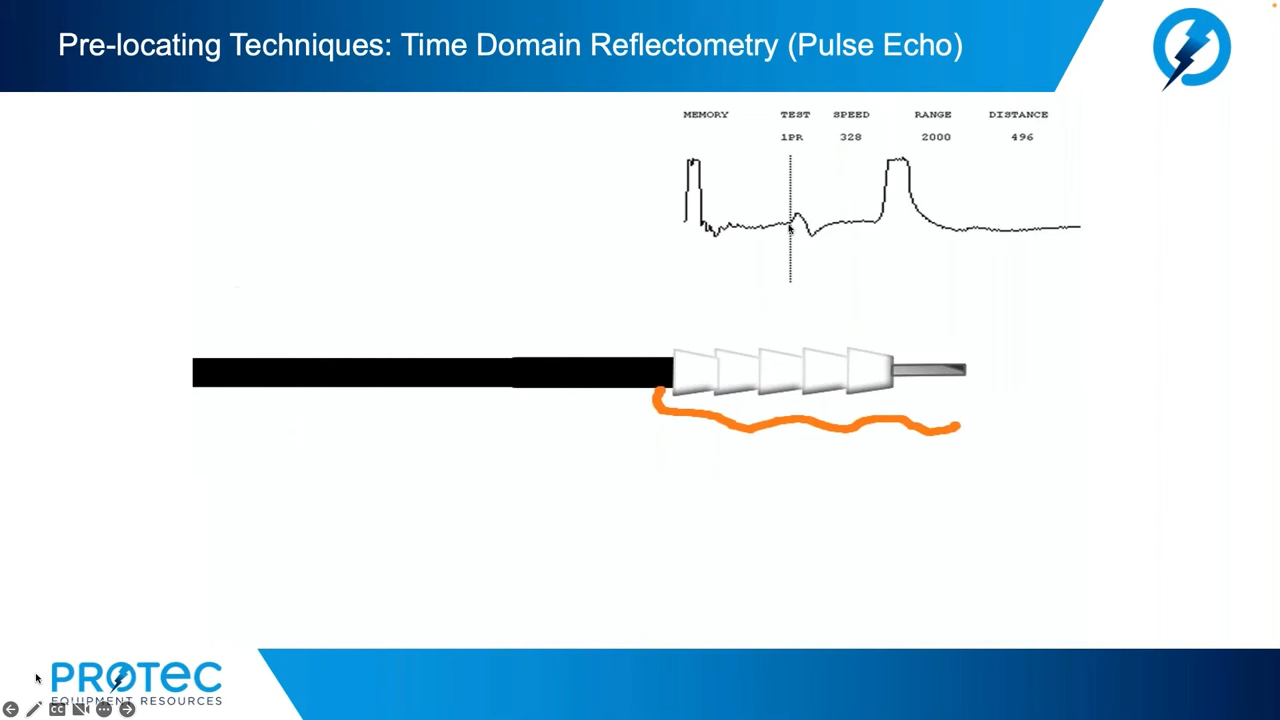 Pre-locating Techniques: Time Domain Reflectometry (Pulse Echo)
MEMORY TEST SPEED RANGE DISTANCE
1PR 328 2000 496
PROTEC
EQUIPMENT RESOURCES
CC